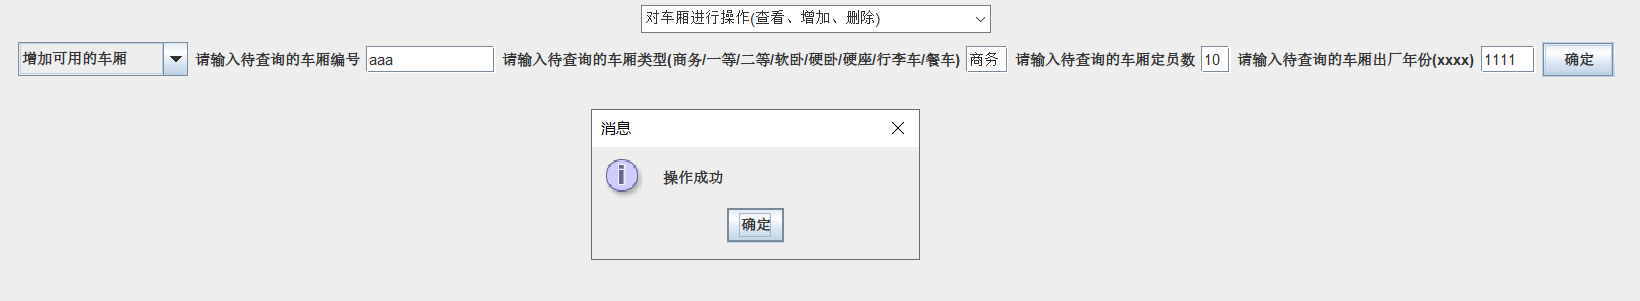 对车厢进行操作(查看、增加、删除)
增加可用的车厢 请输入待查询的车厢编号 aaa 请输入待查询的车厢类型(商务/一等/二等/软卧/硬卧/硬座/行李车/餐车) 商务 请输入待查询的车厢定员数 10 请输入待查询的车厢出厂年份(xxxx) 1111 确定
消息
操作成功
确定